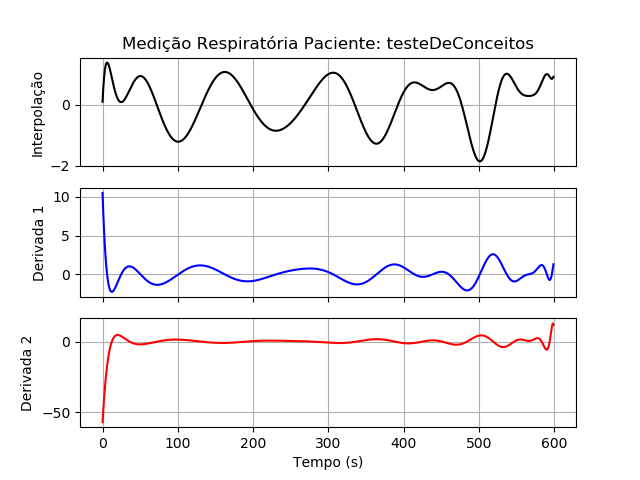 Medição Respiratória Paciente: testeDeConceitos
Interpolação
0
−2
Derivada 1
10
5
0
Derivada 2
0
−50
0 100 200 300 400 500 600
Tempo (s)